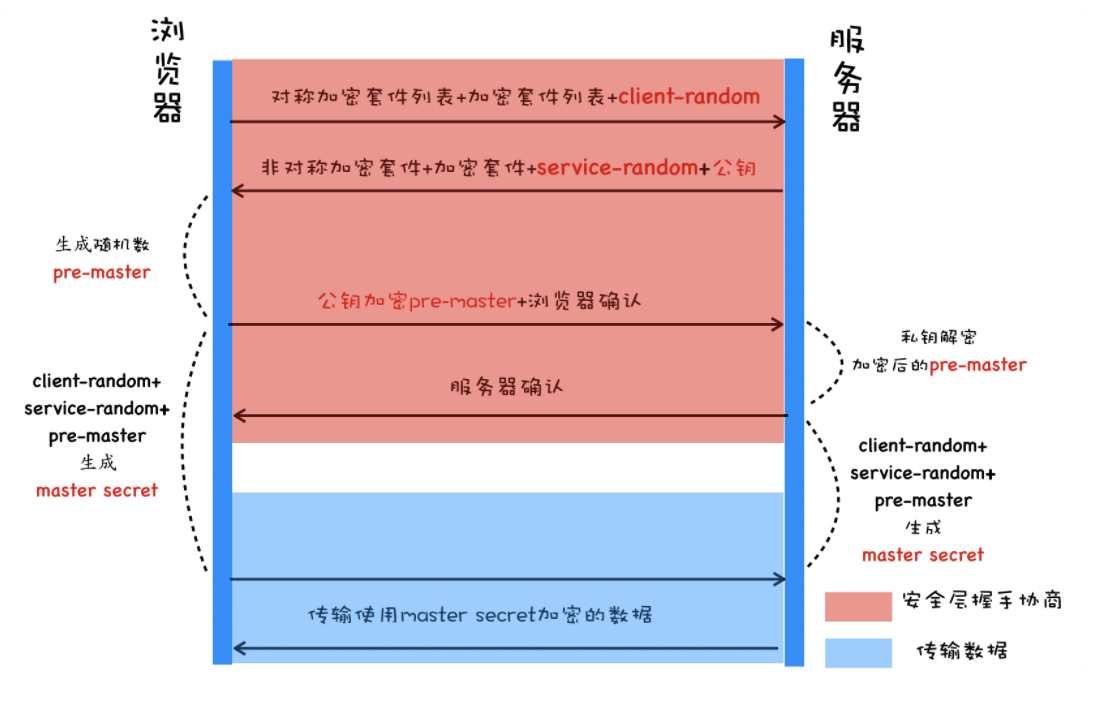 浏览器
服务器
对称加密套件列表+加密套件列表+client-random
非对称加密套件+加密套件+service-random+公钥
生成随机数
pre-master
公钥加密pre-master+浏览器确认
私钥解密
加密后的pre-master
服务器确认
client-random+
service-random+
pre-master
生成
master secret
client-random+
service-random+
pre-master
生成
master secret
传输使用master secret加密的数据
安全层握手协商
传输数据